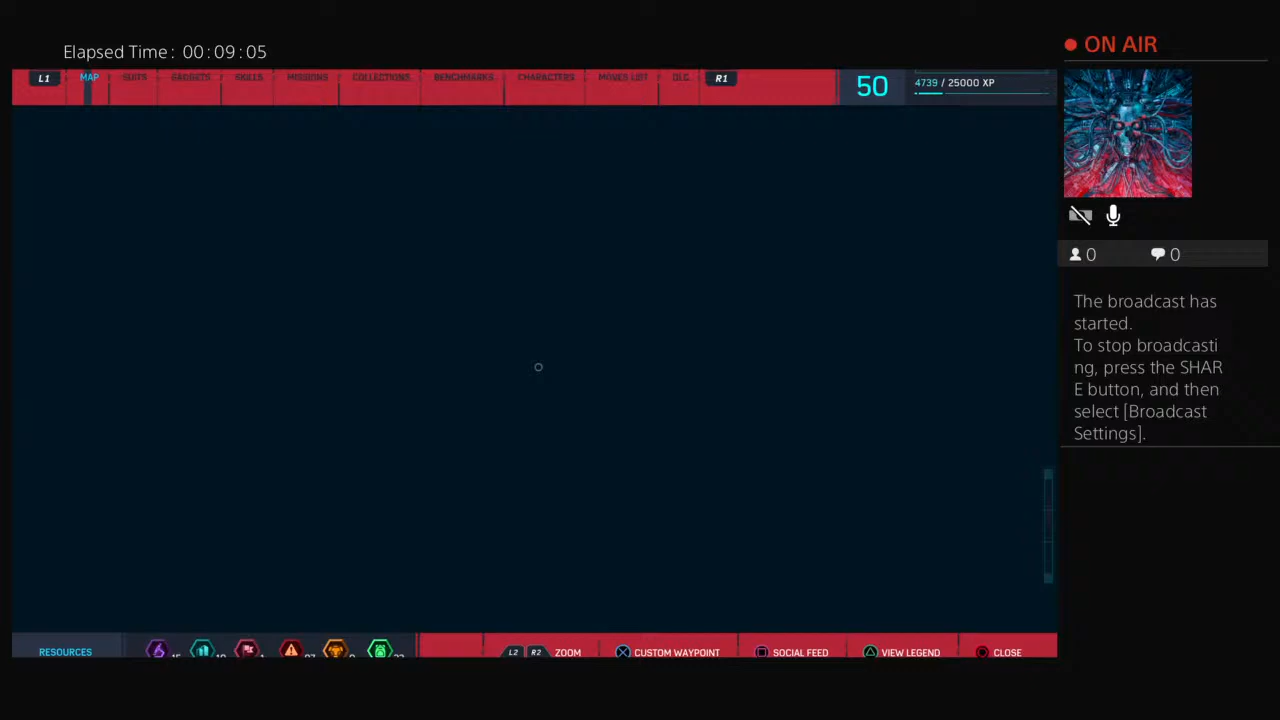 Elapsed Time: 00:09:05
ON AIR
L1 MAP SUITS GADGETS SKILLS MISSIONS COLLECTIONS BENCHMARKS CHARACTERS MOVES LIST DLC R1
50
4739 / 25000 XP
0 0
The broadcast has
started.
To stop broadcasti
ng, press the SHAR
E button, and then
select [Broadcast
Settings].
RESOURCES
L2 R2 ZOOM CUSTOM WAYPOINT SOCIAL FEED VIEW LEGEND CLOSE